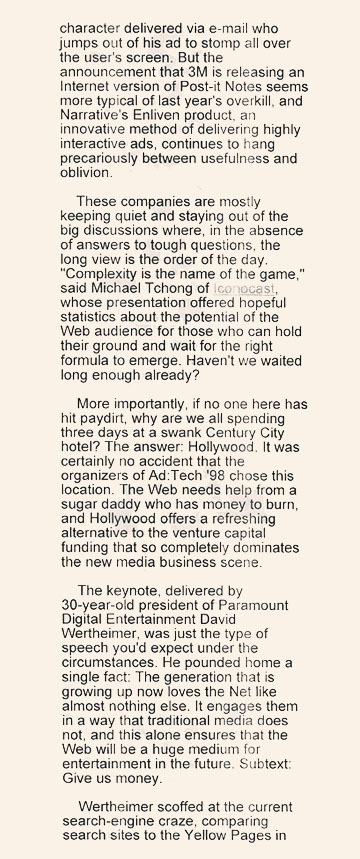 character delivered via e-mail who
jumps out of his ad to stomp all over
the user's screen. But the
announcement that 3M is releasing an
Internet version of Post-it Notes seems
more typical of last year's overkill, and
Narrative's Enliven product, an
innovative method of delivering highly
interactive ads, continues to hang
precariously between usefulness and
oblivion.
These companies are mostly
keeping quiet and staying out of the
big discussions where, in the absence
of answers to tough questions, the
long view is the order of the day.
"Complexity is the name of the game,"
said Michael Tchong of Iconocast,
whose presentation offered hopeful
statistics about the potential of the
Web audience for those who can hold
their ground and wait for the right
formula to emerge. Haven't we waited
long enough already?
More importantly, if no one here has
hit paydirt, why are we all spending
three days at a swank Century City
hotel? The answer: Hollywood. It was
certainly no accident that the
organizers of Ad:Tech '98 chose this
location. The Web needs help from a
sugar daddy who has money to burn,
and Hollywood offers a refreshing
alternative to the venture capital
funding that so completely dominates
the new media business scene.
The keynote, delivered by
30-year-old president of Paramount
Digital Entertainment David
Wertheimer, was just the type of
speech you'd expect under the
circumstances. He pounded home a
single fact: The generation that is
growing up now loves the Net like
almost nothing else. It engages them
in a way that traditional media does
not, and this alone ensures that the
Web will be a huge medium for
entertainment in the future. Subtext:
Give us money.
Wertheimer scoffed at the current
search-engine craze, comparing
search sites to the Yellow Pages in